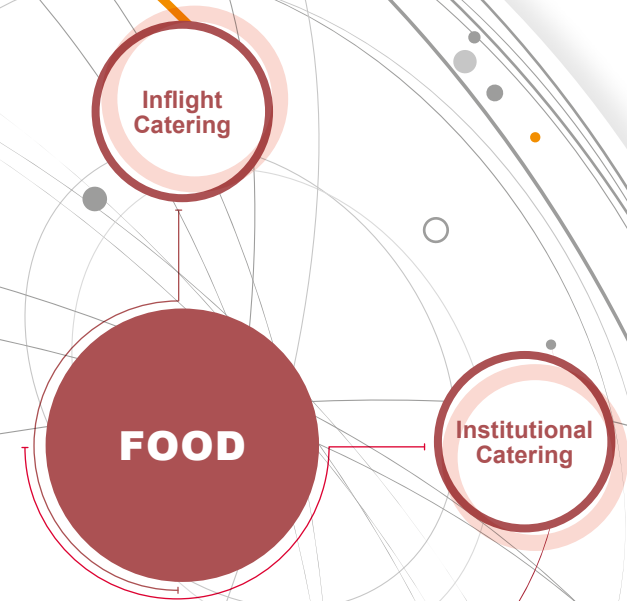 Inflight
Catering
FOOD
Institutional
Catering